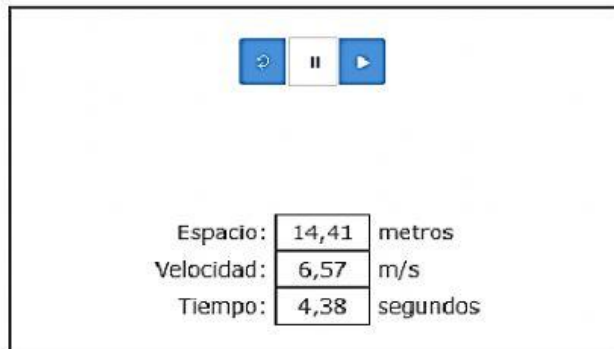 Espacio: 14,41 metros
Velocidad: 6,57 m/s
Tiempo: 4,38 segundos